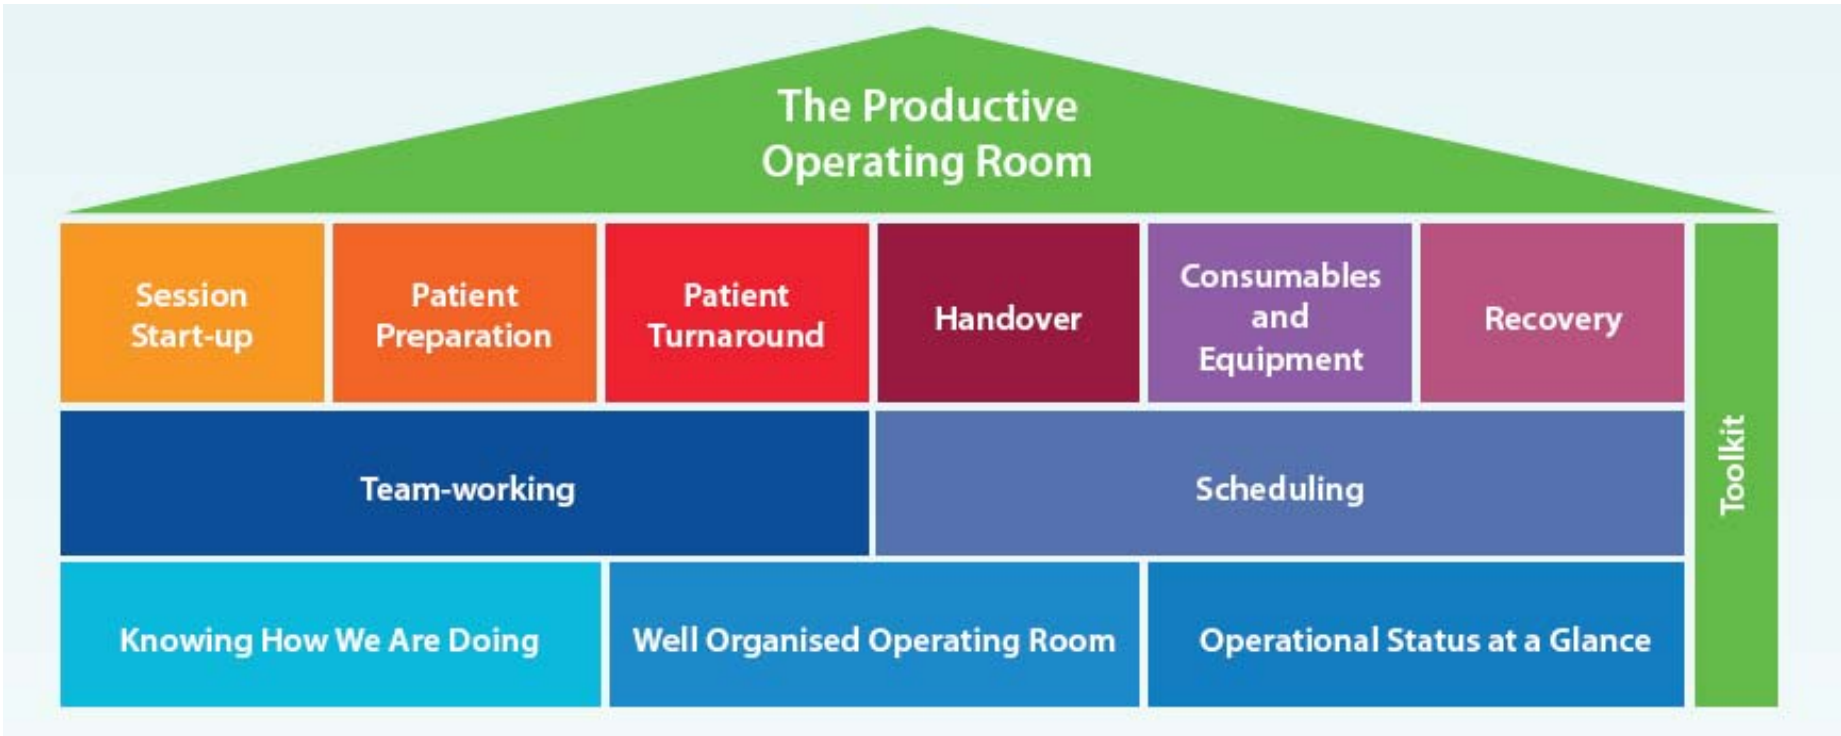 The Productive
Operating Room
Session
Start-up
Patient
Preparation
Patient
Turnaround
Handover
Consumables
and
Equipment
Recovery
Team-working
Scheduling
Toolkit
Knowing How We Are Doing
Well Organised Operating Room
Operational Status at a Glance